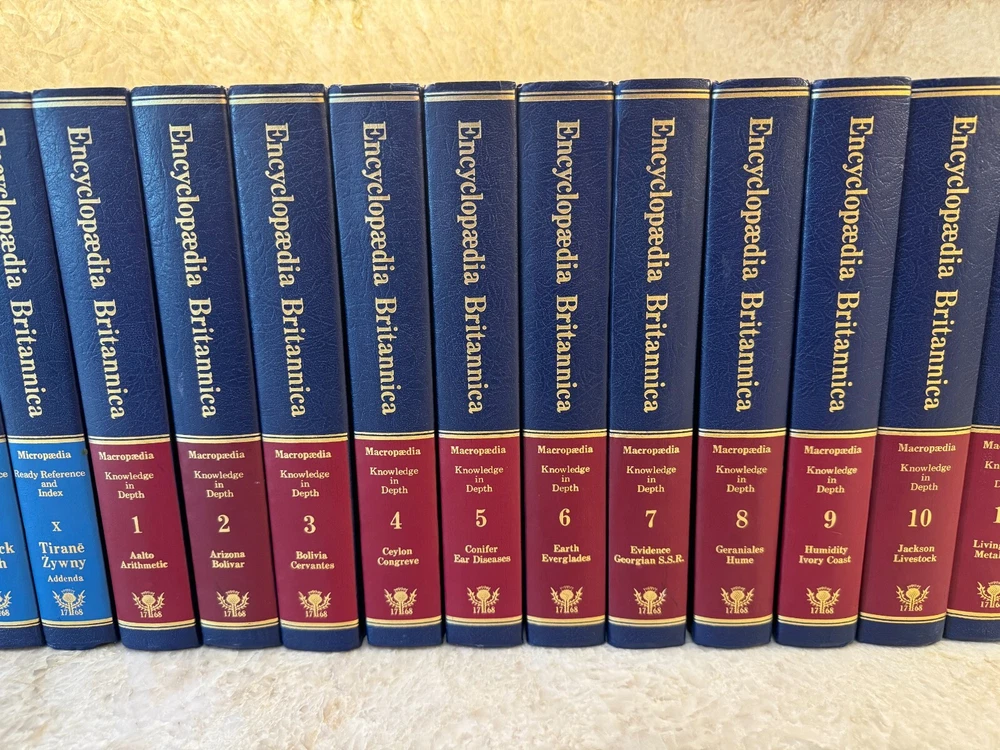 Encyclopædia Britannica
Encyclopædia Britannica
Micropædia
Ready Reference
and
Index
X
Tiranë
Żywny
Addenda
1768
Encyclopædia Britannica
Macropædia
Knowledge
in
Depth
1
Aalto
Arithmetic
1768
Encyclopædia Britannica
Macropædia
Knowledge
in
Depth
2
Arizona
Bolivar
1768
Encyclopædia Britannica
Macropædia
Knowledge
in
Depth
3
Bolivia
Cervantes
1768
Encyclopædia Britannica
Macropædia
Knowledge
in
Depth
4
Ceylon
Congreve
1768
Encyclopædia Britannica
Macropædia
Knowledge
in
Depth
5
Conifer
Ear Diseases
1768
Encyclopædia Britannica
Macropædia
Knowledge
in
Depth
6
Earth
Everglades
1768
Encyclopædia Britannica
Macropædia
Knowledge
in
Depth
7
Evidence
Georgian S.S.R.
1768
Encyclopædia Britannica
Macropædia
Knowledge
in
Depth
8
Geraniales
Hume
1768
Encyclopædia Britannica
Macropædia
Knowledge
in
Depth
9
Humidity
Ivory Coast
1768
Encyclopædia Britannica
Macropædia
Knowledge
in
Depth
10
Jackson
Livestock
1768